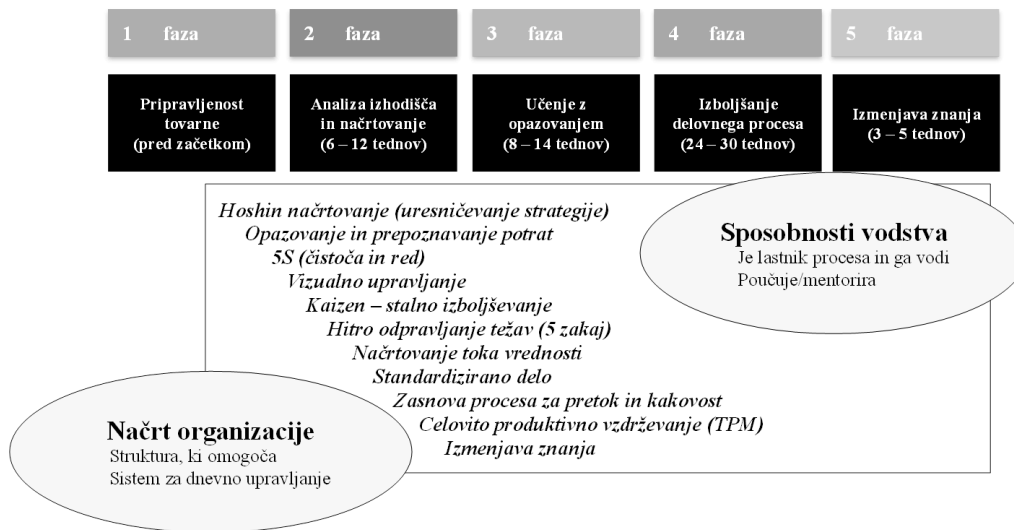 1 faza
2 faza
3 faza
4 faza
5 faza
Pripravljenost
tovarne
(pred začetkom)
Analiza izhodišča
in načrtovanje
(6 – 12 tednov)
Učenje z
opazovanjem
(8 – 14 tednov)
Izboljšanje
delovnega procesa
(24 – 30 tednov)
Izmenjava znanja
(3 – 5 tednov)
Hoshin načrtovanje (uresničevanje strategije)
Opazovanje in prepoznavanje potrat
5S (čistoča in red)
Vizualno upravljanje
Kaizen – stalno izboljševanje
Hitro odpravljanje težav (5 zakaj)
Načrtovanje toka vrednosti
Standardizirano delo
Zasnova procesa za pretok in kakovost
Celovito produktivno vzdrževanje (TPM)
Izmenjava znanja
Sposobnosti vodstva
Je lastnik procesa in ga vodi
Poučuje/mentorira
Načrt organizacije
Struktura, ki omogoča
Sistem za dnevno upravljanje